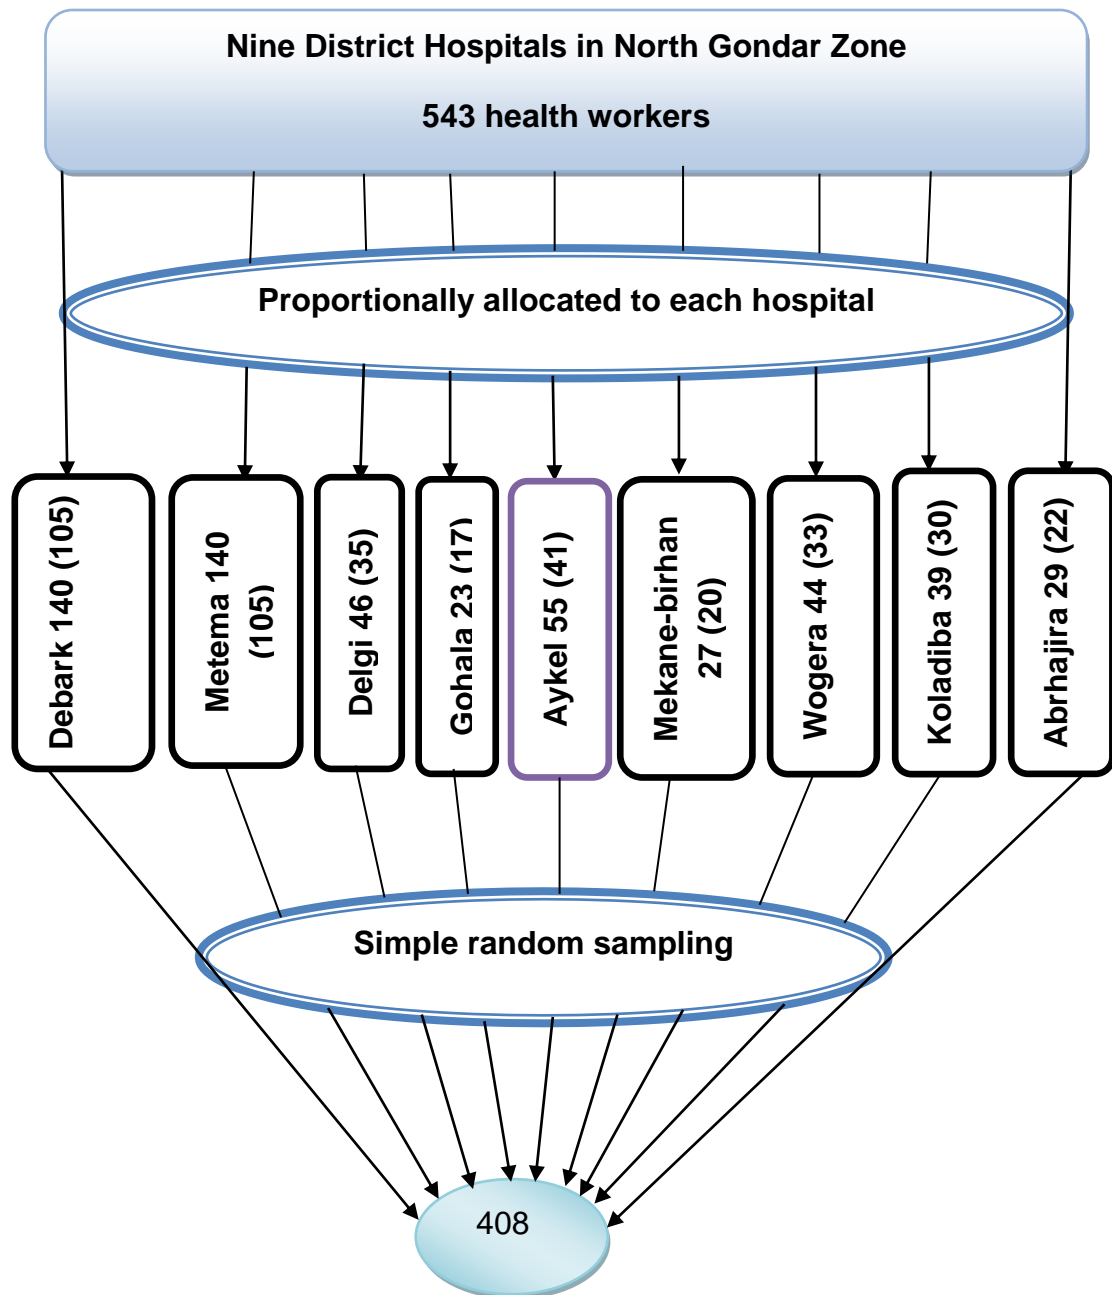 Nine District Hospitals in North Gondar Zone
543 health workers
Proportionally allocated to each hospital
Debark 140 (105)
Metema 140
(105)
Delgi 46 (35)
Gohala 23 (17)
Aykel 55 (41)
Mekane-birhan
27 (20)
Wogera 44 (33)
Koladiba 39 (30)
Abrhajira 29 (22)
Simple random sampling
408